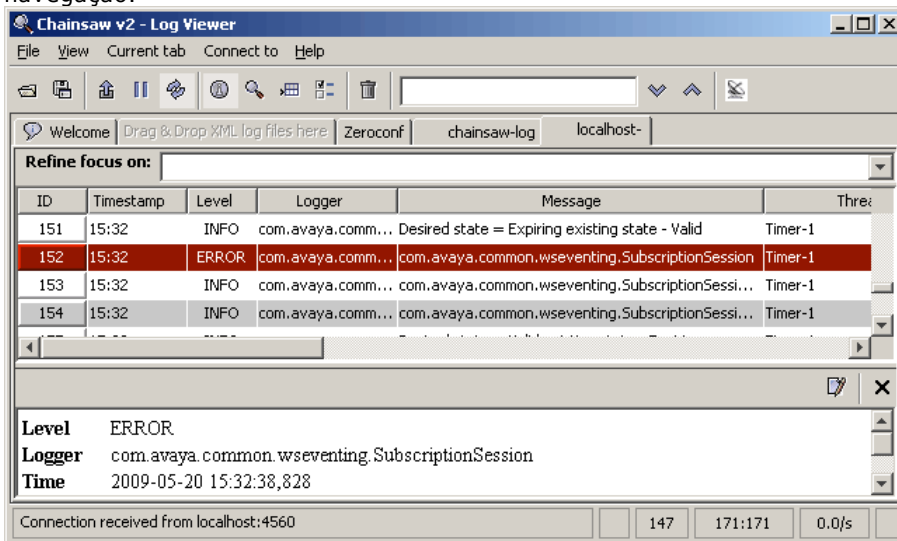 navegação.
Chainsaw v2 - Log Viewer
File View Current tab Connect to Help
Welcome Drag & Drop XML log files here Zeroconf chainsaw-log localhost-
Refine focus on:
ID Timestamp Level Logger Message Threa
151 15:32 INFO com.avaya.comm... Desired state = Expiring existing state - Valid Timer-1
152 15:32 ERROR com.avaya.comm... com.avaya.common.wseventing.SubscriptionSession Timer-1
153 15:32 INFO com.avaya.comm... com.avaya.common.wseventing.SubscriptionSessi... Timer-1
154 15:32 INFO com.avaya.comm... com.avaya.common.wseventing.SubscriptionSessi... Timer-1
Level ERROR
Logger com.avaya.common.wseventing.SubscriptionSession
Time 2009-05-20 15:32:38,828
Connection received from localhost:4560 147 171:171 0.0/s